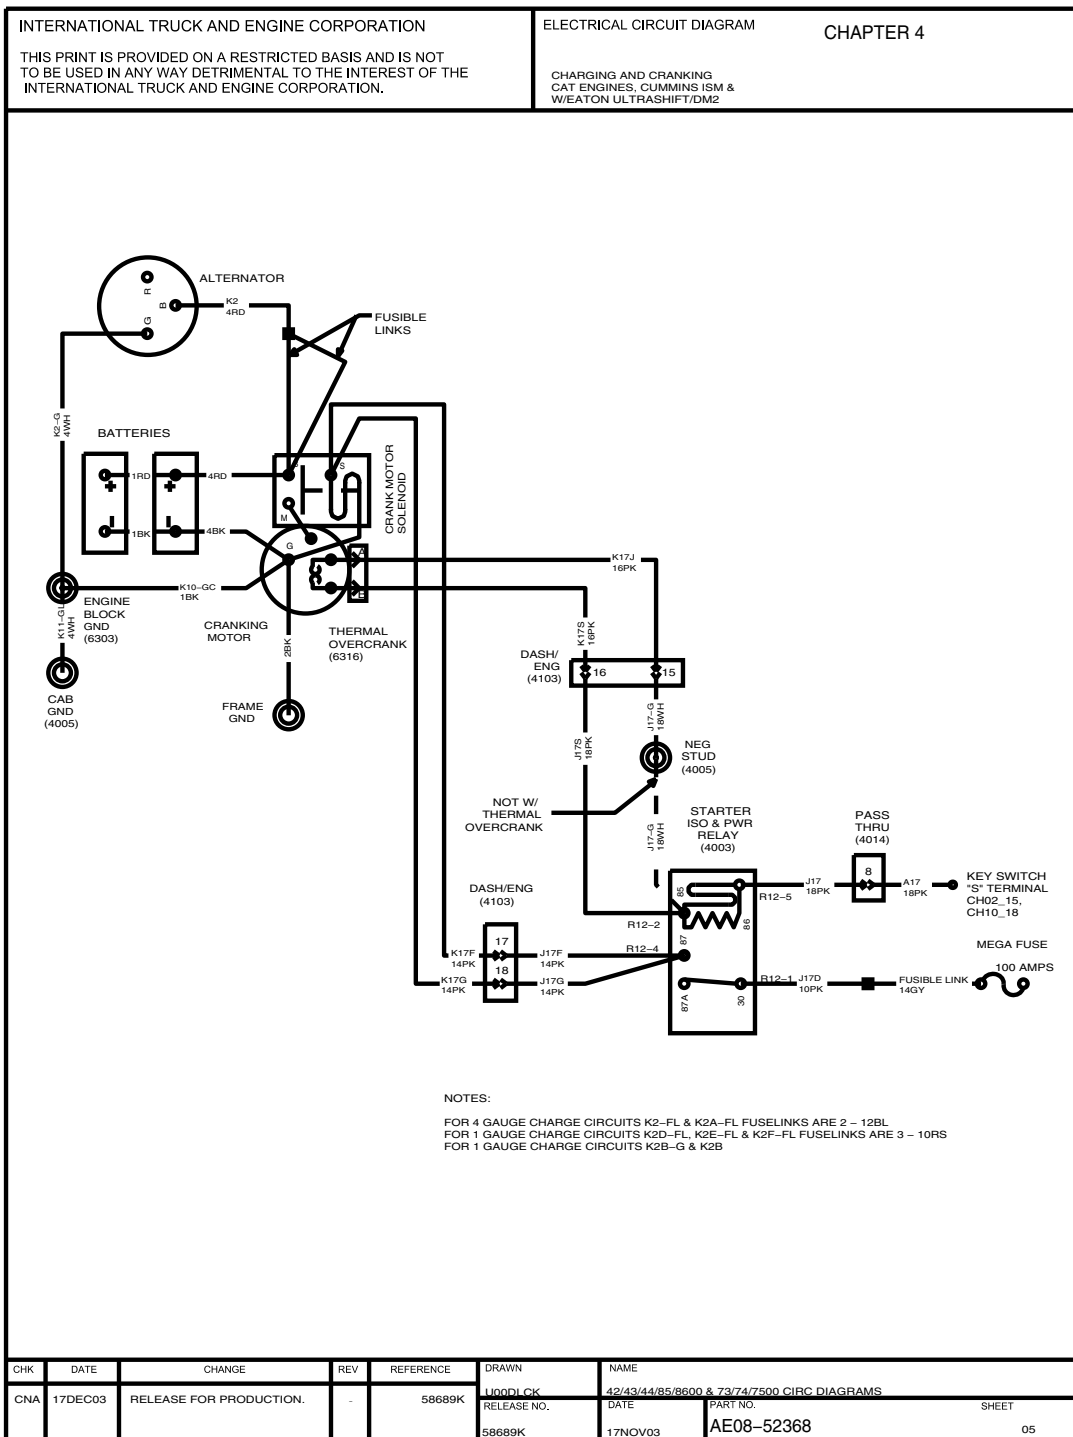 INTERNATIONAL TRUCK AND ENGINE CORPORATION
THIS PRINT IS PROVIDED ON A RESTRICTED BASIS AND IS NOT
TO BE USED IN ANY WAY DETRIMENTAL TO THE INTEREST OF THE
INTERNATIONAL TRUCK AND ENGINE CORPORATION.
ELECTRICAL CIRCUIT DIAGRAM
CHAPTER 4
CHARGING AND CRANKING
CAT ENGINES, CUMMINS ISM &
W/EATON ULTRASHIFT/DM2
ALTERNATOR
R
B
G
K2
4RD
FUSIBLE
LINKS
K2-G
4WH
BATTERIES
1RD
4RD
1BK
4BK
+
+
S
M
G
CRANK MOTOR
SOLENOID
A
B
K17J
16PK
K10-GC
1BK
ENGINE
BLOCK
GND
(6303)
K11-GL
4WH
CRANKING
MOTOR
2BK
THERMAL
OVERCRANK
(6316)
K17S
16PK
DASH/
ENG
(4103)
16
15
CAB
GND
(4005)
FRAME
GND
J17-G
18WH
J17S
18PK
NEG
STUD
(4005)
NOT W/
THERMAL
OVERCRANK
J17-G
18WH
STARTER
ISO & PWR
RELAY
(4003)
PASS
THRU
(4014)
8
85
86
87
87A
30
R12-5
J17
18PK
A17
18PK
KEY SWITCH
"S" TERMINAL
CH02_15,
CH10_18
DASH/ENG
(4103)
R12-2
17
18
K17F
14PK
J17F
14PK
R12-4
K17G
14PK
J17G
14PK
MEGA FUSE
100 AMPS
R12-1
J17D
10PK
FUSIBLE LINK
14GY
NOTES:
FOR 4 GAUGE CHARGE CIRCUITS K2-FL & K2A-FL FUSELINKS ARE 2 - 12BL
FOR 1 GAUGE CHARGE CIRCUITS K2D-FL, K2E-FL & K2F-FL FUSELINKS ARE 3 - 10RS
FOR 1 GAUGE CHARGE CIRCUITS K2B-G & K2B
CHK DATE CHANGE REV REFERENCE
CNA 17DEC03 RELEASE FOR PRODUCTION. - 58689K
DRAWN
U00DLCK
NAME
42/43/44/85/8600 & 73/74/7500 CIRC DIAGRAMS
RELEASE NO.
58689K
DATE
17NOV03
PART NO.
AE08-52368
SHEET
05